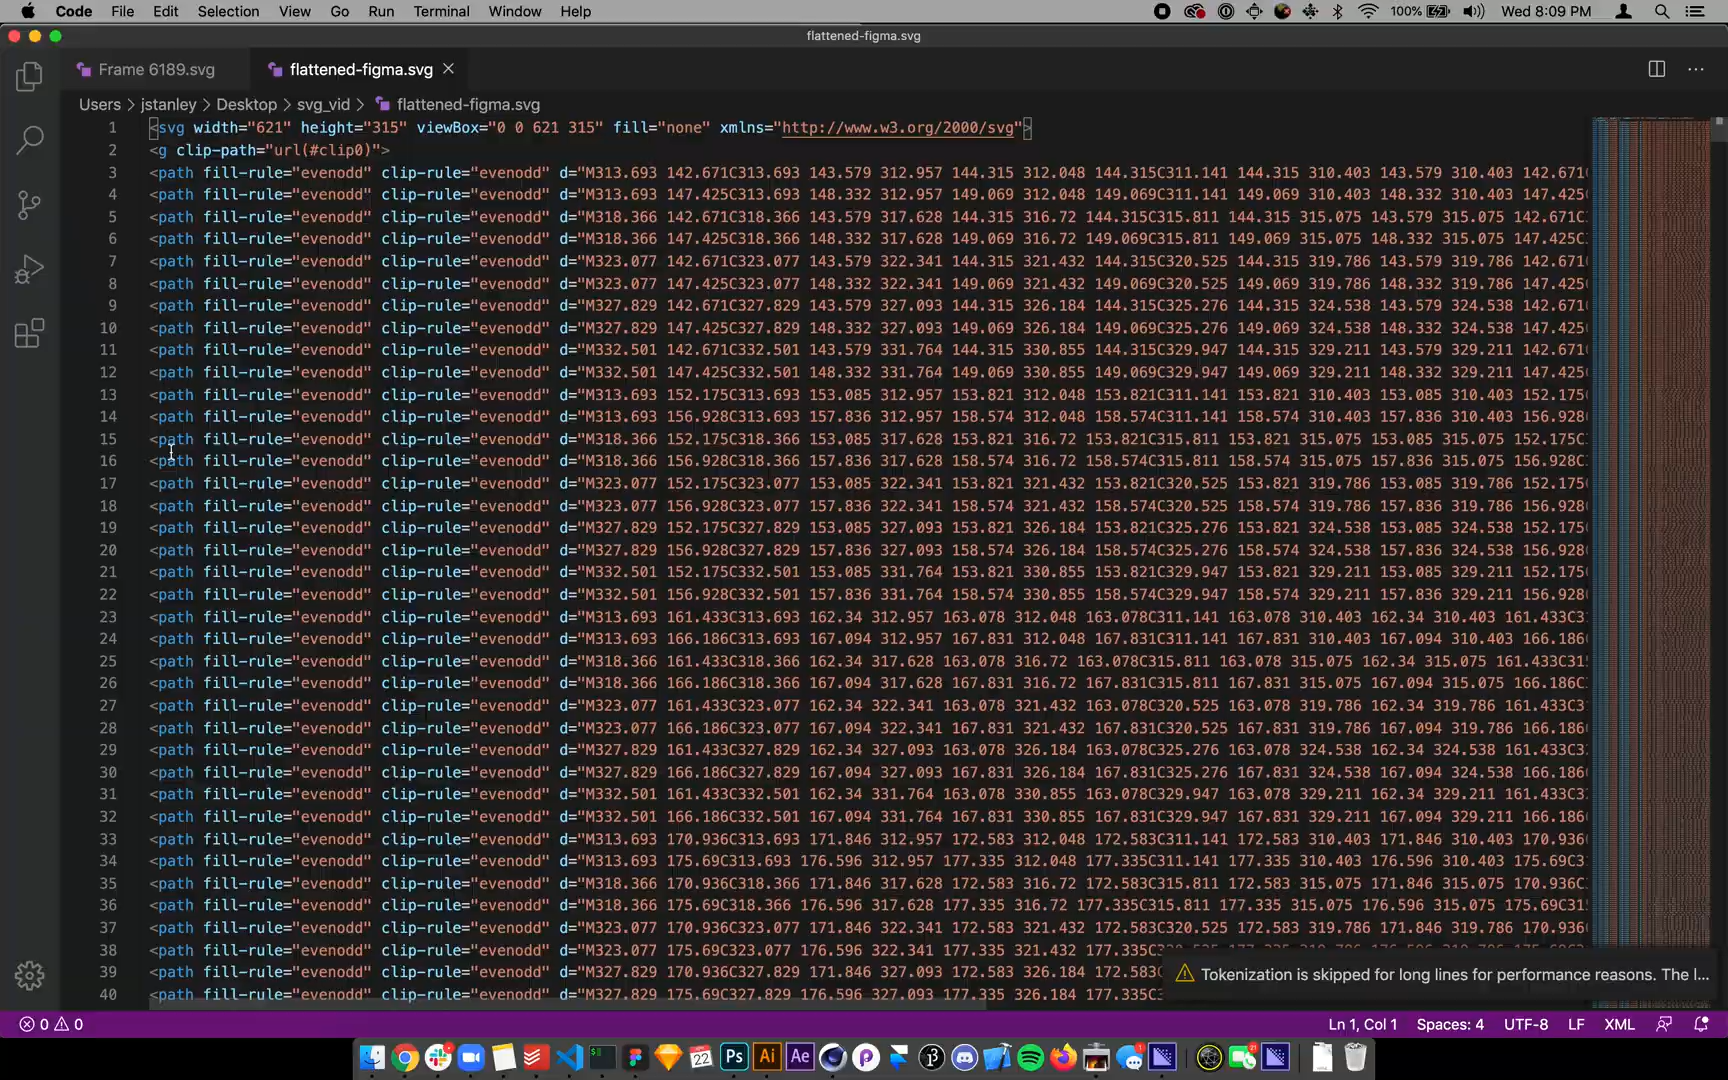 Code File Edit Selection View Go Run Terminal Window Help 100% Wed 8:09 PM
flattened-figma.svg
Frame 6189.svg flattened-figma.svg
Users > jstanley > Desktop > svg_vid > flattened-figma.svg
1 <svg width="621" height="315" viewBox="0 0 621 315" fill="none" xmlns="http://www.w3.org/2000/svg">
2 <g clip-path="url(#clip0)">
3 <path fill-rule="evenodd" clip-rule="evenodd" d="M313.693 142.671C313.693 143.579 312.957 144.315 312.048 144.315C311.141 144.315 310.403 143.579 310.403 142.671C
4 <path fill-rule="evenodd" clip-rule="evenodd" d="M313.693 147.425C313.693 148.332 312.957 149.069 312.048 149.069C311.141 149.069 310.403 148.332 310.403 147.425
5 <path fill-rule="evenodd" clip-rule="evenodd" d="M318.366 142.671C318.366 143.579 317.628 144.315 316.72 144.315C315.811 144.315 315.075 143.579 315.075 142.671C
6 <path fill-rule="evenodd" clip-rule="evenodd" d="M318.366 147.425C318.366 148.332 317.628 149.069 316.72 149.069C315.811 149.069 315.075 148.332 315.075 147.425C
7 <path fill-rule="evenodd" clip-rule="evenodd" d="M323.077 142.671C323.077 143.579 322.341 144.315 321.432 144.315C320.525 144.315 319.786 143.579 319.786 142.671
8 <path fill-rule="evenodd" clip-rule="evenodd" d="M323.077 147.425C323.077 148.332 322.341 149.069 321.432 149.069C320.525 149.069 319.786 148.332 319.786 147.425
9 <path fill-rule="evenodd" clip-rule="evenodd" d="M327.829 142.671C327.829 143.579 327.093 144.315 326.184 144.315C325.276 144.315 324.538 143.579 324.538 142.671
10 <path fill-rule="evenodd" clip-rule="evenodd" d="M327.829 147.425C327.829 148.332 327.093 149.069 326.184 149.069C325.276 149.069 324.538 148.332 324.538 147.425
11 <path fill-rule="evenodd" clip-rule="evenodd" d="M332.501 142.671C332.501 143.579 331.764 144.315 330.855 144.315C329.947 144.315 329.211 143.579 329.211 142.671C
12 <path fill-rule="evenodd" clip-rule="evenodd" d="M332.501 147.425C332.501 148.332 331.764 149.069 330.855 149.069C329.947 149.069 329.211 148.332 329.211 147.425
13 <path fill-rule="evenodd" clip-rule="evenodd" d="M313.693 152.175C313.693 153.085 312.957 153.821 312.048 153.821C311.141 153.821 310.403 153.085 310.403 152.175
14 <path fill-rule="evenodd" clip-rule="evenodd" d="M313.693 156.928C313.693 157.836 312.957 158.574 312.048 158.574C311.141 158.574 310.403 157.836 310.403 156.928
15 <path fill-rule="evenodd" clip-rule="evenodd" d="M318.366 152.175C318.366 153.085 317.628 153.821 316.72 153.821C315.811 153.821 315.075 153.085 315.075 152.175C
16 <path fill-rule="evenodd" clip-rule="evenodd" d="M318.366 156.928C318.366 157.836 317.628 158.574 316.72 158.574C315.811 158.574 315.075 157.836 315.075 156.928C
17 <path fill-rule="evenodd" clip-rule="evenodd" d="M323.077 152.175C323.077 153.085 322.341 153.821 321.432 153.821C320.525 153.821 319.786 153.085 319.786 152.175
18 <path fill-rule="evenodd" clip-rule="evenodd" d="M323.077 156.928C323.077 157.836 322.341 158.574 321.432 158.574C320.525 158.574 319.786 157.836 319.786 156.928
19 <path fill-rule="evenodd" clip-rule="evenodd" d="M327.829 152.175C327.829 153.085 327.093 153.821 326.184 153.821C325.276 153.821 324.538 153.085 324.538 152.175
20 <path fill-rule="evenodd" clip-rule="evenodd" d="M327.829 156.928C327.829 157.836 327.093 158.574 326.184 158.574C325.276 158.574 324.538 157.836 324.538 156.928
21 <path fill-rule="evenodd" clip-rule="evenodd" d="M332.501 152.175C332.501 153.085 331.764 153.821 330.855 153.821C329.947 153.821 329.211 153.085 329.211 152.175
22 <path fill-rule="evenodd" clip-rule="evenodd" d="M332.501 156.928C332.501 157.836 331.764 158.574 330.855 158.574C329.947 158.574 329.211 157.836 329.211 156.928
23 <path fill-rule="evenodd" clip-rule="evenodd" d="M313.693 161.433C313.693 162.34 312.957 163.078 312.048 163.078C311.141 163.078 310.403 162.34 310.403 161.433C
24 <path fill-rule="evenodd" clip-rule="evenodd" d="M313.693 166.186C313.693 167.094 312.957 167.831 312.048 167.831C311.141 167.831 310.403 167.094 310.403 166.186
25 <path fill-rule="evenodd" clip-rule="evenodd" d="M318.366 161.433C318.366 162.34 317.628 163.078 316.72 163.078C315.811 163.078 315.075 162.34 315.075 161.433C315
26 <path fill-rule="evenodd" clip-rule="evenodd" d="M318.366 166.186C318.366 167.094 317.628 167.831 316.72 167.831C315.811 167.831 315.075 167.094 315.075 166.186C
27 <path fill-rule="evenodd" clip-rule="evenodd" d="M323.077 161.433C323.077 162.34 322.341 163.078 321.432 163.078C320.525 163.078 319.786 162.34 319.786 161.433C
28 <path fill-rule="evenodd" clip-rule="evenodd" d="M323.077 166.186C323.077 167.094 322.341 167.831 321.432 167.831C320.525 167.831 319.786 167.094 319.786 166.186
29 <path fill-rule="evenodd" clip-rule="evenodd" d="M327.829 161.433C327.829 162.34 327.093 163.078 326.184 163.078C325.276 163.078 324.538 162.34 324.538 161.433C
30 <path fill-rule="evenodd" clip-rule="evenodd" d="M327.829 166.186C327.829 167.094 327.093 167.831 326.184 167.831C325.276 167.831 324.538 167.094 324.538 166.186
31 <path fill-rule="evenodd" clip-rule="evenodd" d="M332.501 161.433C332.501 162.34 331.764 163.078 330.855 163.078C329.947 163.078 329.211 162.34 329.211 161.433C
32 <path fill-rule="evenodd" clip-rule="evenodd" d="M332.501 166.186C332.501 167.094 331.764 167.831 330.855 167.831C329.947 167.831 329.211 167.094 329.211 166.186
33 <path fill-rule="evenodd" clip-rule="evenodd" d="M313.693 170.936C313.693 171.846 312.957 172.583 312.048 172.583C311.141 172.583 310.403 171.846 310.403 170.936
34 <path fill-rule="evenodd" clip-rule="evenodd" d="M313.693 175.69C313.693 176.596 312.957 177.335 312.048 177.335C311.141 177.335 310.403 176.596 310.403 175.69C3
35 <path fill-rule="evenodd" clip-rule="evenodd" d="M318.366 170.936C318.366 171.846 317.628 172.583 316.72 172.583C315.811 172.583 315.075 171.846 315.075 170.936C
36 <path fill-rule="evenodd" clip-rule="evenodd" d="M318.366 175.69C318.366 176.596 317.628 177.335 316.72 177.335C315.811 177.335 315.075 176.596 315.075 175.69C31
37 <path fill-rule="evenodd" clip-rule="evenodd" d="M323.077 170.936C323.077 171.846 322.341 172.583 321.432 172.583C320.525 172.583 319.786 171.846 319.786 170.936
38 <path fill-rule="evenodd" clip-rule="evenodd" d="M323.077 175.69C323.077 176.596 322.341 177.335 321.432 177.335C
39 <path fill-rule="evenodd" clip-rule="evenodd" d="M327.829 170.936C327.829 171.846 327.093 172.583 326.184 172.583C
40 <path fill-rule="evenodd" clip-rule="evenodd" d="M327.829 175.69C327.829 176.596 327.093 177.335 326.184 177.335C
Tokenization is skipped for long lines for performance reasons. The l...
0 0 Ln 1, Col 1 Spaces: 4 UTF-8 LF XML
22 Ps Ai Ae